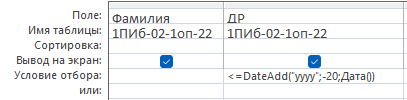 Поле: Фамилия ДР
Имя таблицы: 1ПИб-02-1оп-22 1ПИб-02-1оп-22
Сортировка:
Вывод на экран:
Условие отбора: <=DateAdd("yyyy";-20;Дата())
или: